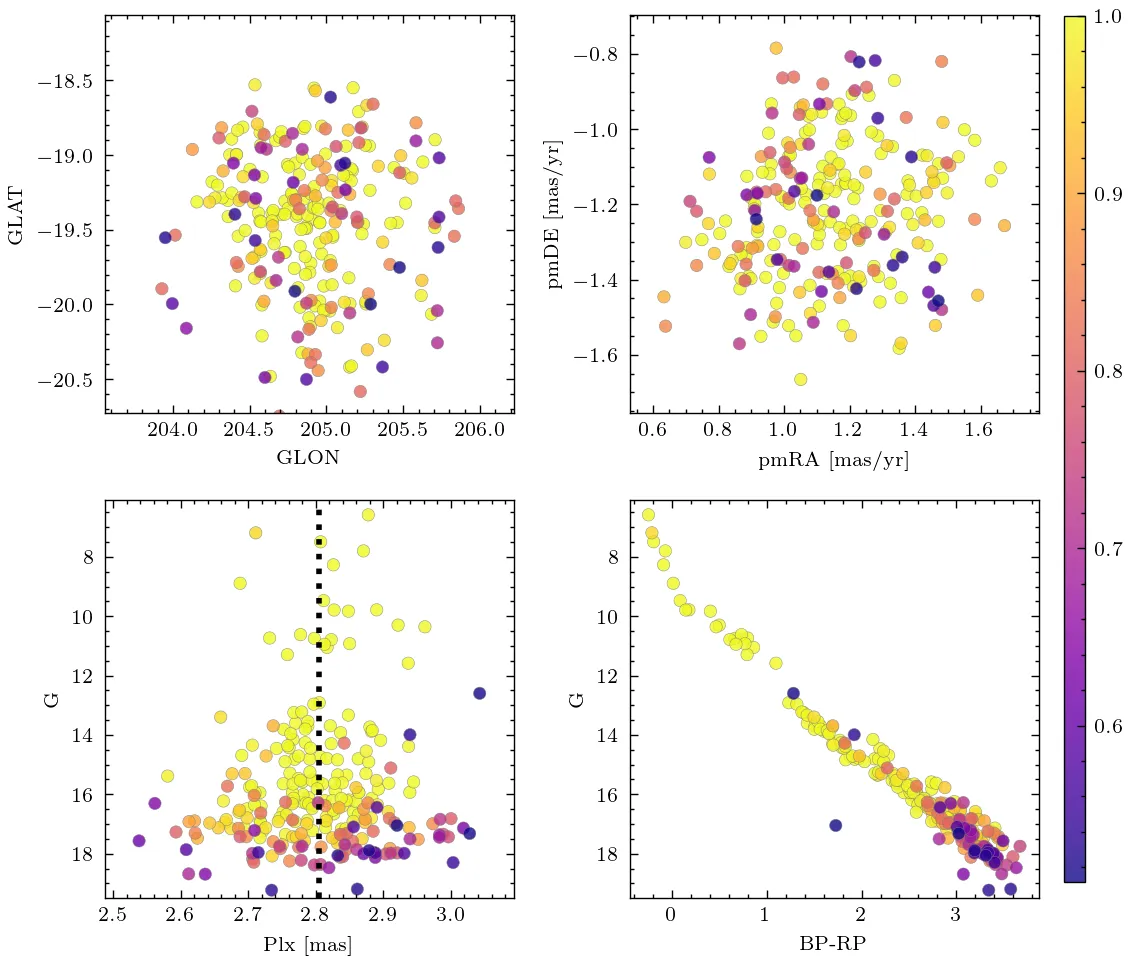 −18.5
−19.0
−19.5
−20.0
−20.5
GLAT
204.0 204.5 205.0 205.5 206.0
GLON
−0.8
−1.0
−1.2
−1.4
−1.6
pmDE [mas/yr]
0.6 0.8 1.0 1.2 1.4 1.6
pmRA [mas/yr]
1.0
0.9
0.8
0.7
0.6
8
10
12
14
16
18
G
2.5 2.6 2.7 2.8 2.9 3.0
Plx [mas]
8
10
12
14
16
18
G
0 1 2 3
BP-RP